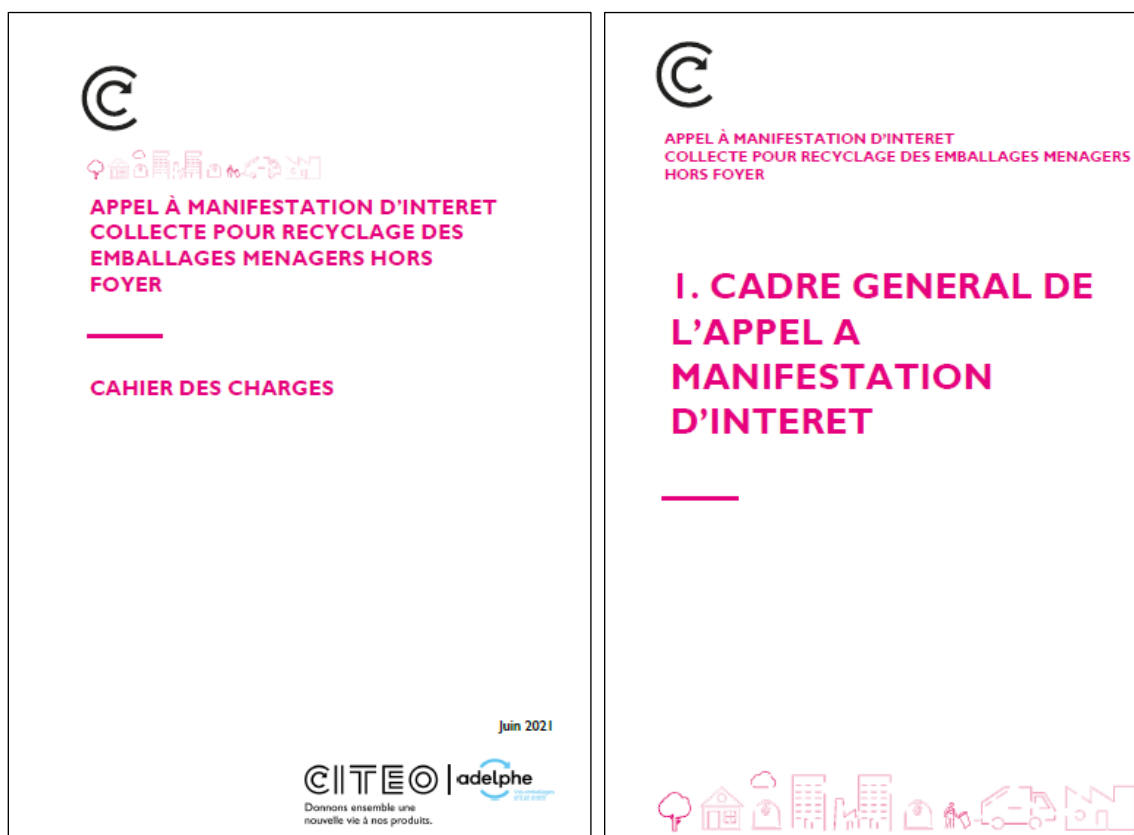 APPEL À MANIFESTATION D'INTERET
COLLECTE POUR RECYCLAGE DES
EMBALLAGES MENAGERS HORS
FOYER
CAHIER DES CHARGES
Juin 2021
CITEO
adelphe
Donnons ensemble une
nouvelle vie à nos produits.
APPEL À MANIFESTATION D'INTERET
COLLECTE POUR RECYCLAGE DES EMBALLAGES MENAGERS
HORS FOYER
1. CADRE GENERAL DE
L'APPEL A
MANIFESTATION
D'INTERET